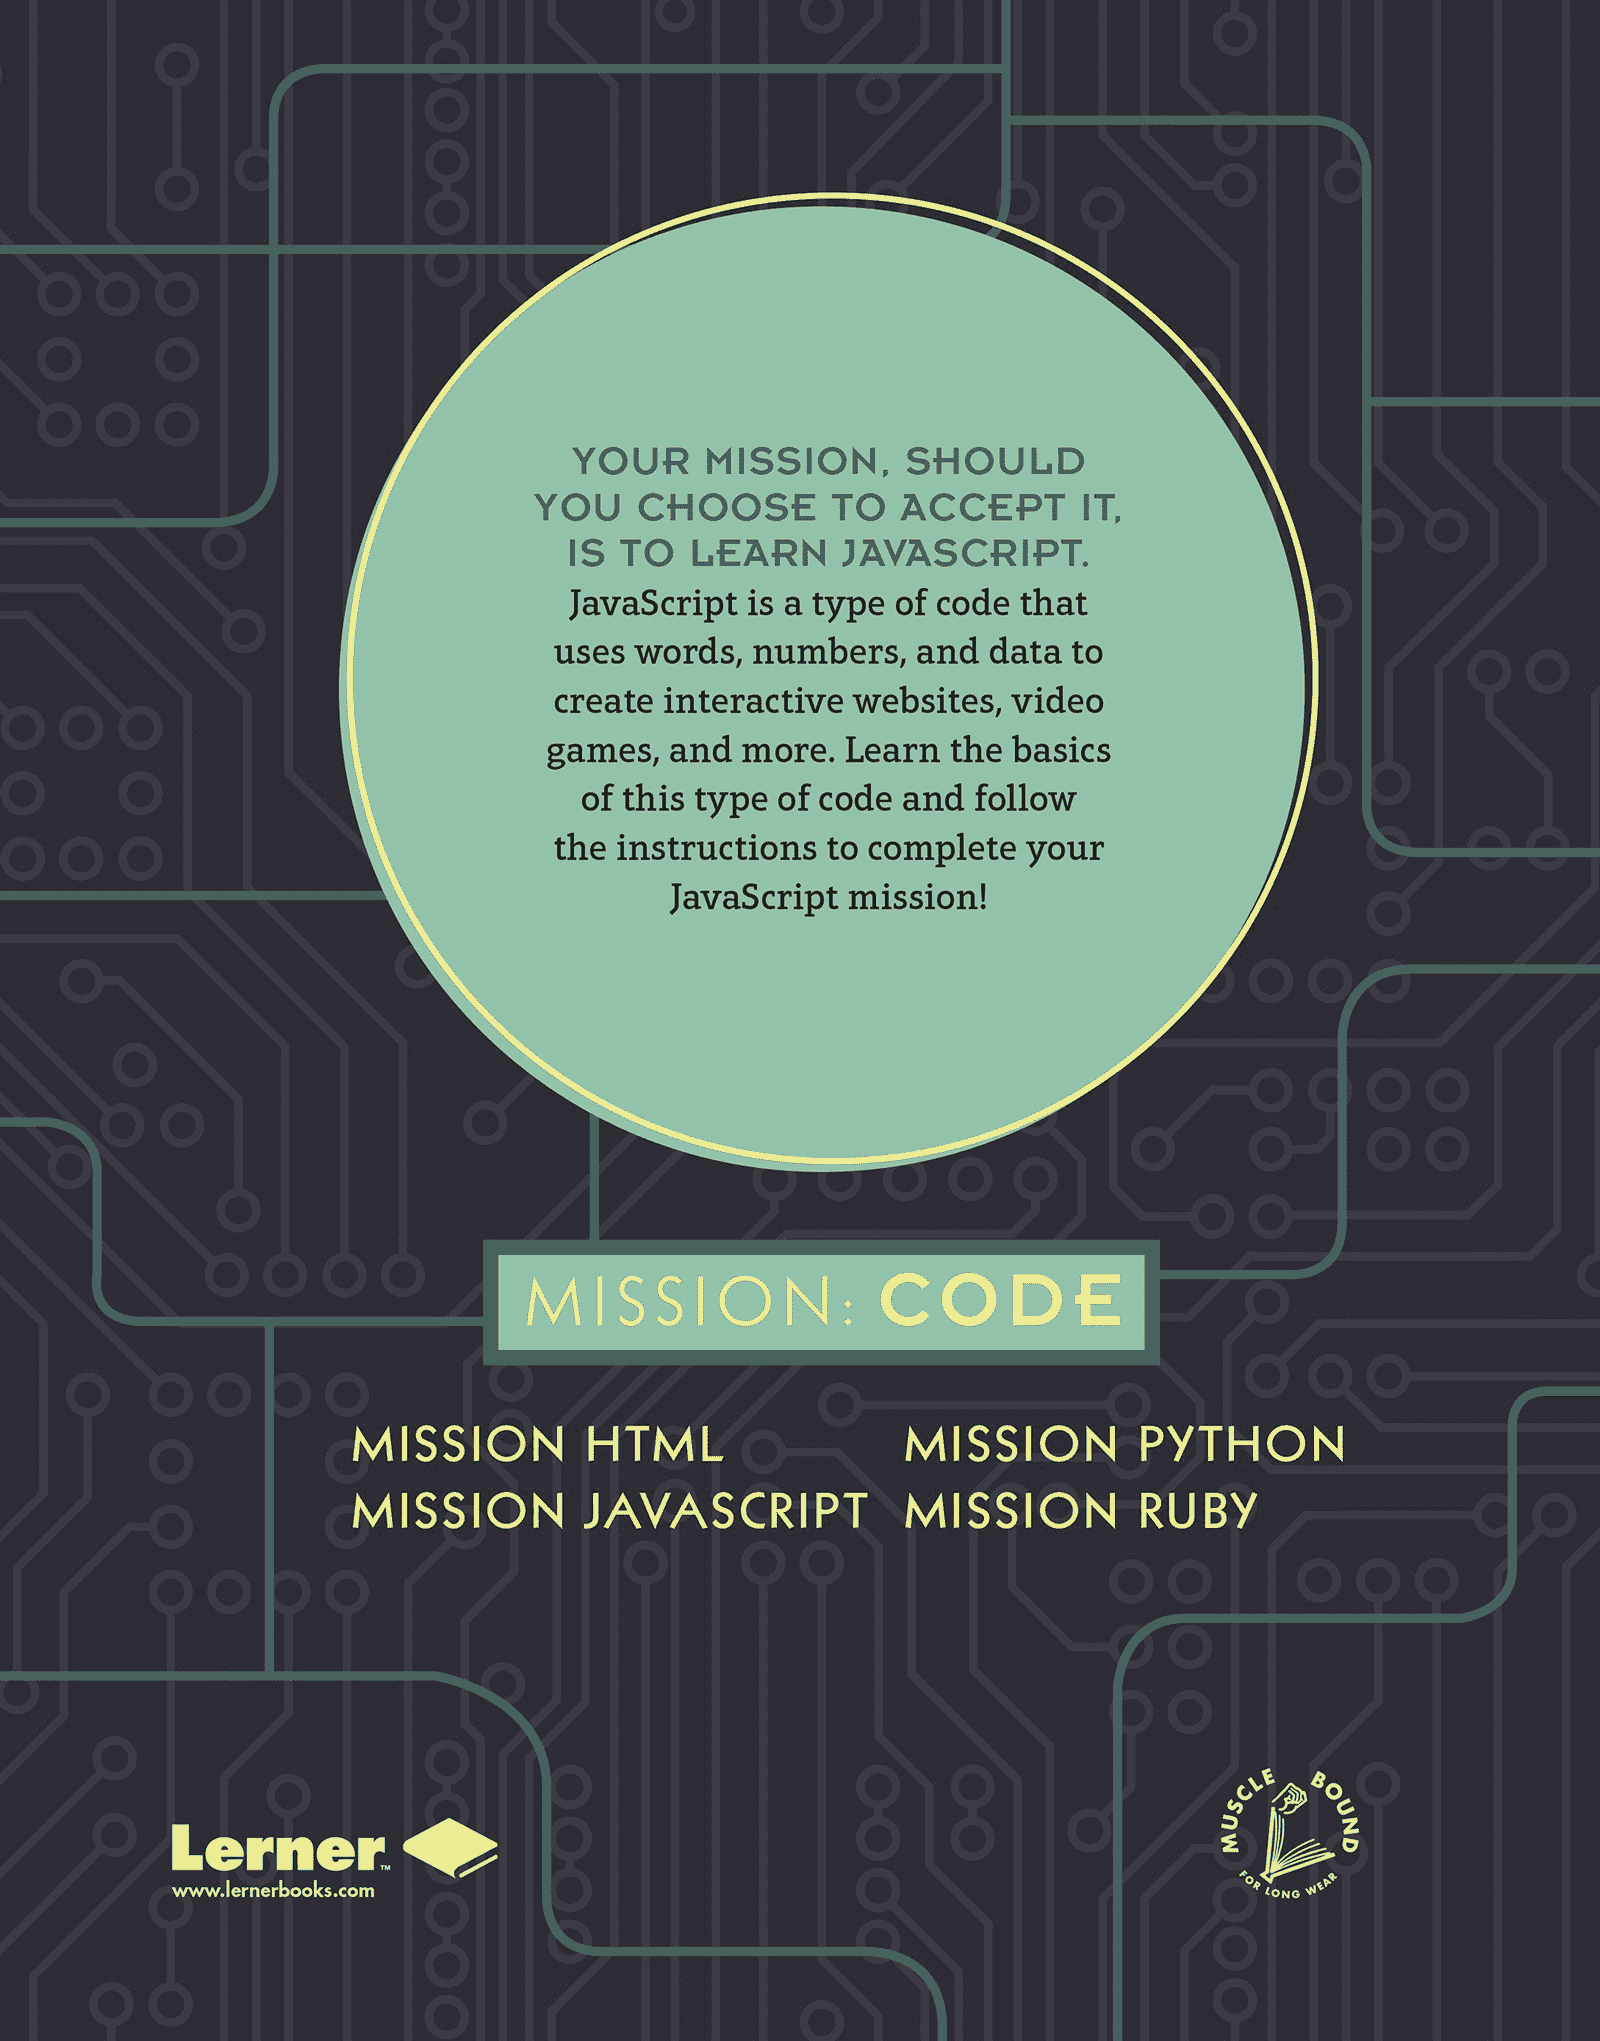 YOUR MISSION, SHOULD
YOU CHOOSE TO ACCEPT IT,
IS TO LEARN JAVASCRIPT.
JavaScript is a type of code that
uses words, numbers, and data to
create interactive websites, video
games, and more. Learn the basics
of this type of code and follow
the instructions to complete your
JavaScript mission!
MISSION: CODE
MISSION HTML
MISSION JAVASCRIPT
MISSION PYTHON
MISSION RUBY
Lerner™
www.lernerbooks.com
MUSCLE BOUND
FOR LONG WEAR